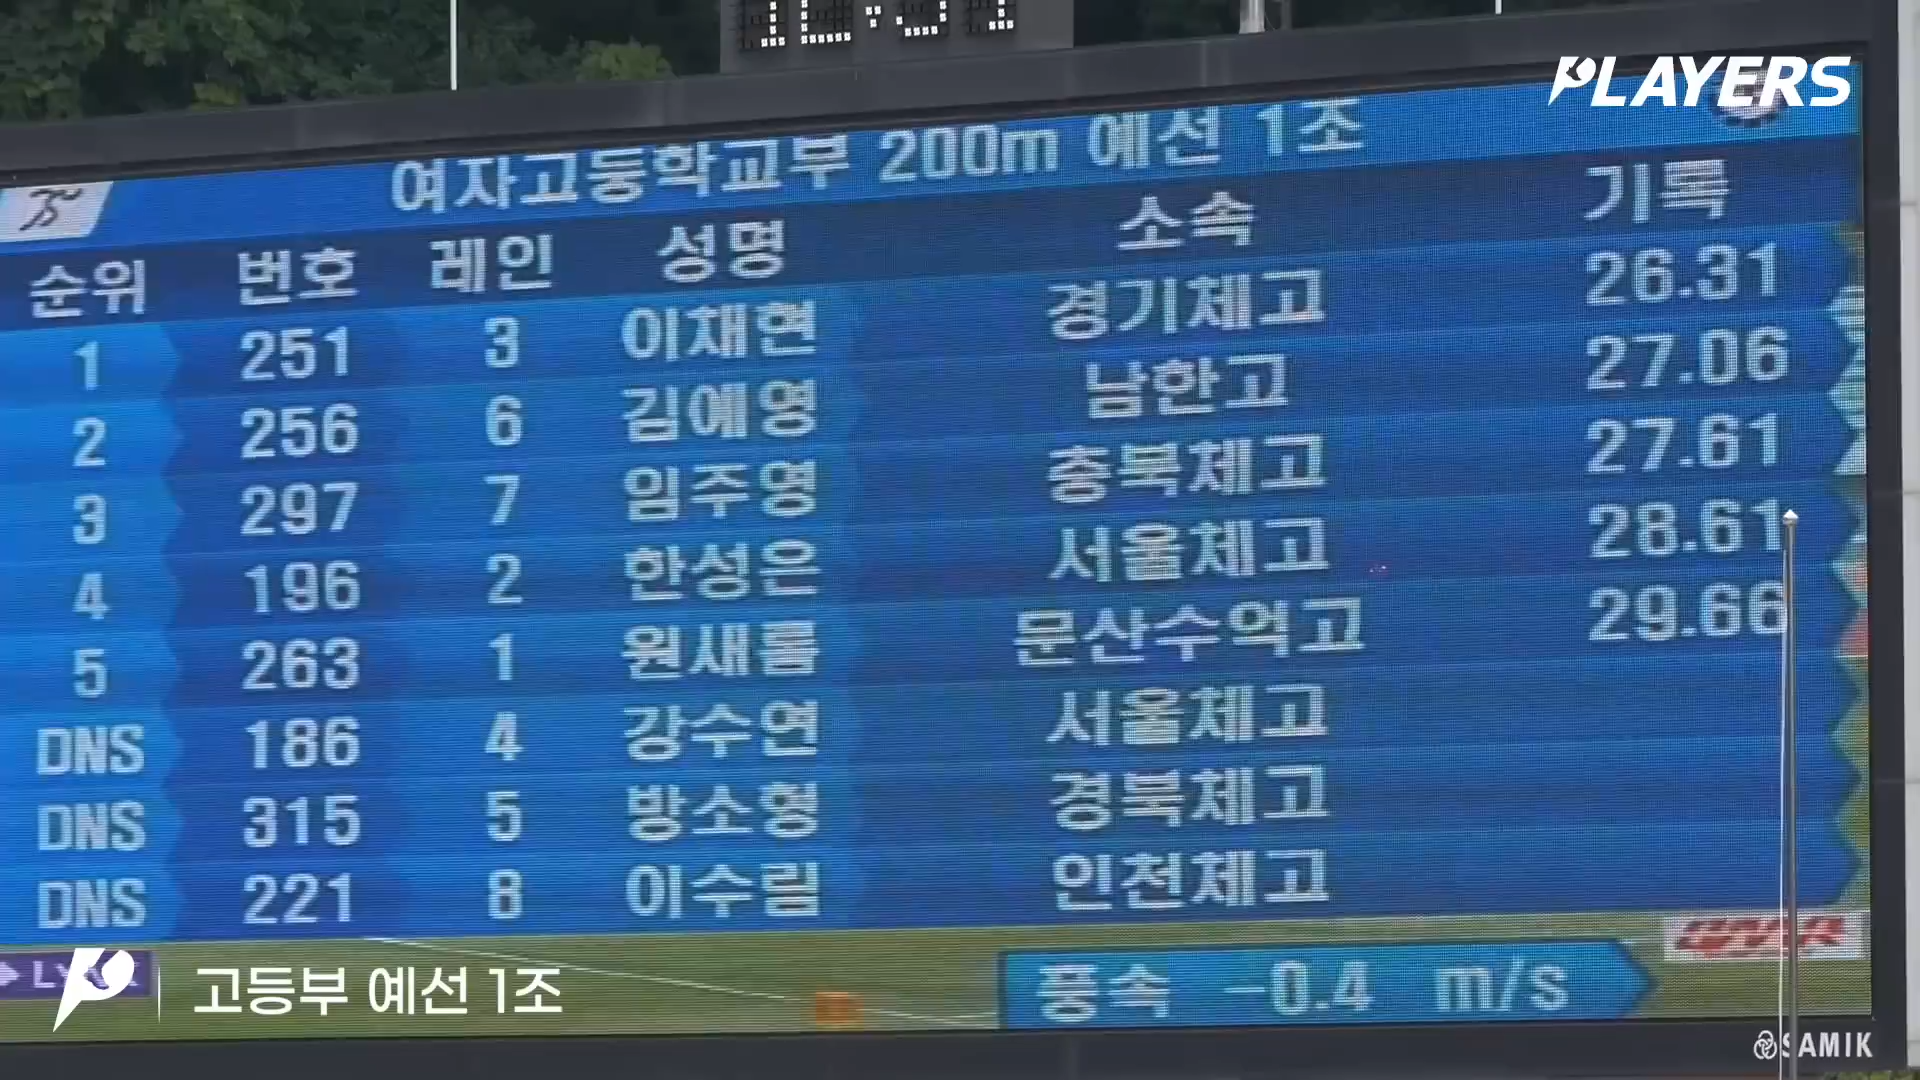 PLAYERS
여자고등학교부 200m 예선 1조
순위 번호 레인 성명 소속 기록
1 251 3 이채현 경기체고 26.31
2 256 6 김예영 남한고 27.06
3 297 7 임주영 충북체고 27.61
4 196 2 한성은 서울체고 28.61
5 263 1 원새롬 문산수억고 29.66
DNS 186 4 강수연 서울체고
DNS 315 5 방소형 경북체고
DNS 221 8 이수림 인천체고
풍속 -0.4 m/s
고등부 예선 1조
SAMIK